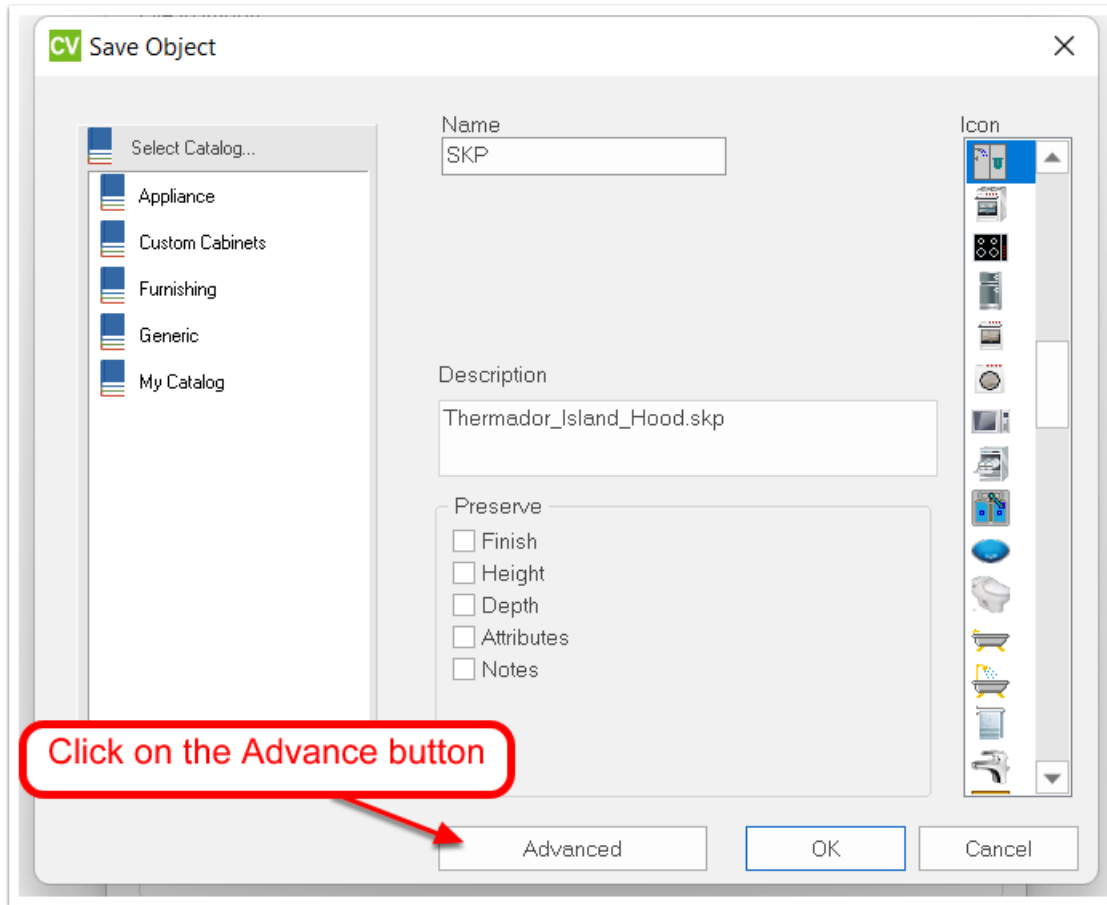 CV Save Object
Select Catalog...
Appliance
Custom Cabinets
Furnishing
Generic
My Catalog
Name
SKP
Description
Thermador_Island_Hood.skp
Preserve
Finish
Height
Depth
Attributes
Notes
Icon
Click on the Advance button
Advanced
OK
Cancel